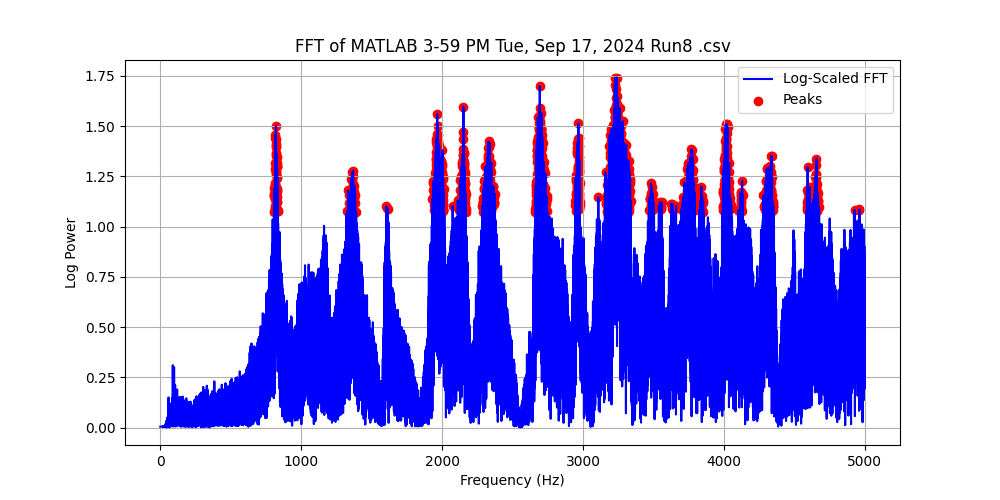 FFT of MATLAB 3-59 PM Tue, Sep 17, 2024 Run8 .csv
Log-Scaled FFT
Peaks
1.75
1.50
1.25
1.00
0.75
0.50
0.25
0.00
Log Power
0 1000 2000 3000 4000 5000
Frequency (Hz)